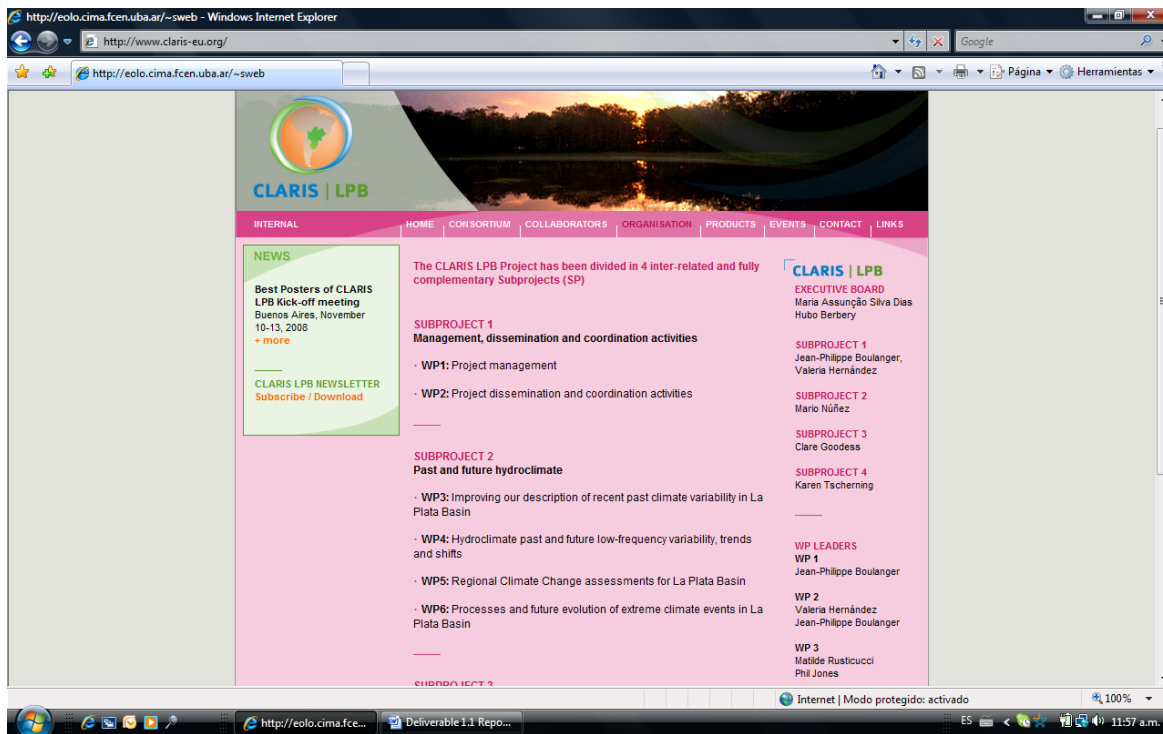 http://eolo.cima.fcen.uba.ar/~sweb - Windows Internet Explorer
http://www.claris-eu.org/
Google
http://eolo.cima.fcen.uba.ar/~sweb
Página
Herramientas
CLARIS | LPB
INTERNAL
HOME
CONSORTIUM
COLLABORATORS
ORGANISATION
PRODUCTS
EVENTS
CONTACT
LINKS
NEWS
Best Posters of CLARIS
LPB Kick-off meeting
Buenos Aires, November
10-13, 2008
+ more
CLARIS LPB NEWSLETTER
Subscribe / Download
The CLARIS LPB Project has been divided in 4 inter-related and fully
complementary Subprojects (SP)
SUBPROJECT 1
Management, dissemination and coordination activities
· WP1: Project management
· WP2: Project dissemination and coordination activities
SUBPROJECT 2
Past and future hydroclimate
· WP3: Improving our description of recent past climate variability in La
Plata Basin
· WP4: Hydroclimate past and future low-frequency variability, trends
and shifts
· WP5: Regional Climate Change assessments for La Plata Basin
· WP6: Processes and future evolution of extreme climate events in La
Plata Basin
SUBPROJECT 3
CLARIS | LPB
EXECUTIVE BOARD
Maria Assunção Silva Dias
Hubo Berbery
SUBPROJECT 1
Jean-Philippe Boulanger,
Valeria Hernández
SUBPROJECT 2
Mario Núñez
SUBPROJECT 3
Clare Goodess
SUBPROJECT 4
Karen Tscherning
WP LEADERS
WP 1
Jean-Philippe Boulanger
WP 2
Valeria Hernández
Jean-Philippe Boulanger
WP 3
Matilde Rusticucci
Phil Jones
Internet | Modo protegido: activado
100%
http://eolo.cima.fce...
Deliverable 1.1 Repo...
ES
11:57 a.m.